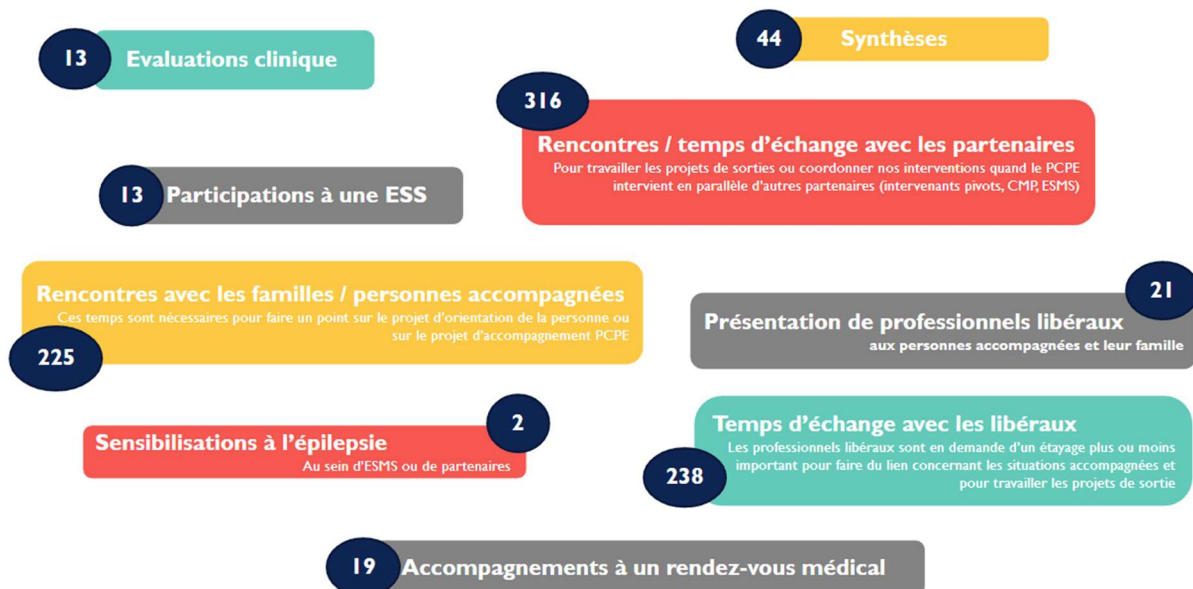 13
Evaluations clinique
44
Synthèses
316
Rencontres / temps d'échange avec les partenaires
Pour travailler les projets de sorties ou coordonner nos interventions quand le PCPE
intervient en parallèle d'autres partenaires (intervenants pivots, CMP, ESMS)
13
Participations à une ESS
Rencontres avec les familles / personnes accompagnées
Ces temps sont nécessaires pour faire un point sur le projet d'orientation de la personne ou
sur le projet d'accompagnement PCPE
225
21
Présentation de professionnels libéraux
aux personnes accompagnées et leur famille
2
Sensibilisations à l'épilepsie
Au sein d'ESMS ou de partenaires
Temps d'échange avec les libéraux
Les professionnels libéraux sont en demande d'un étayage plus ou moins
important pour faire du lien concernant les situations accompagnées et
pour travailler les projets de sortie
238
19
Accompagnements à un rendez-vous médical